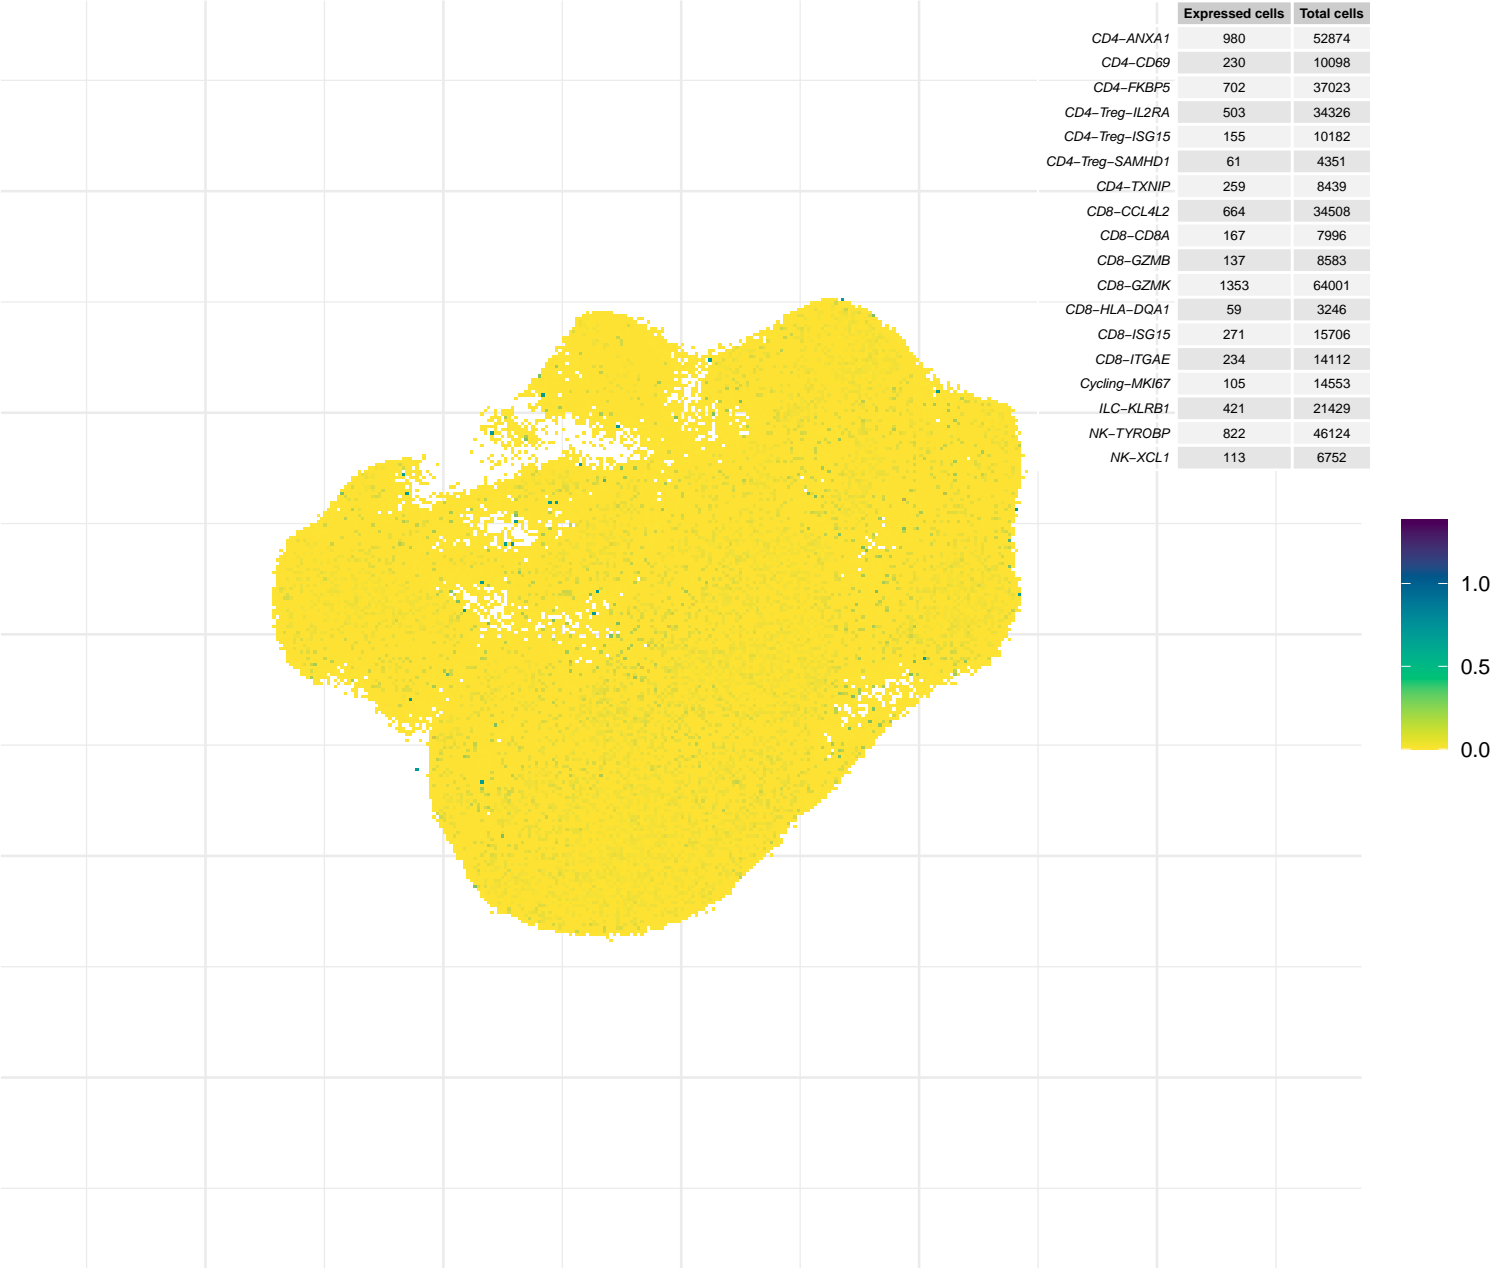 Expressed cells Total cells
CD4−ANXA1 980 52874
CD4−CD69 230 10098
CD4−FKBP5 702 37023
CD4−Treg−IL2RA 503 34326
CD4−Treg−ISG15 155 10182
CD4−Treg−SAMHD1 61 4351
CD4−TXNIP 259 8439
CD8−CCL4L2 664 34508
CD8−CD8A 167 7996
CD8−GZMB 137 8583
CD8−GZMK 1353 64001
CD8−HLA−DQA1 59 3246
CD8−ISG15 271 15706
CD8−ITGAE 234 14112
Cycling−MKI67 105 14553
ILC−KLRB1 421 21429
NK−TYROBP 822 46124
NK−XCL1 113 6752
1.0
0.5
0.0